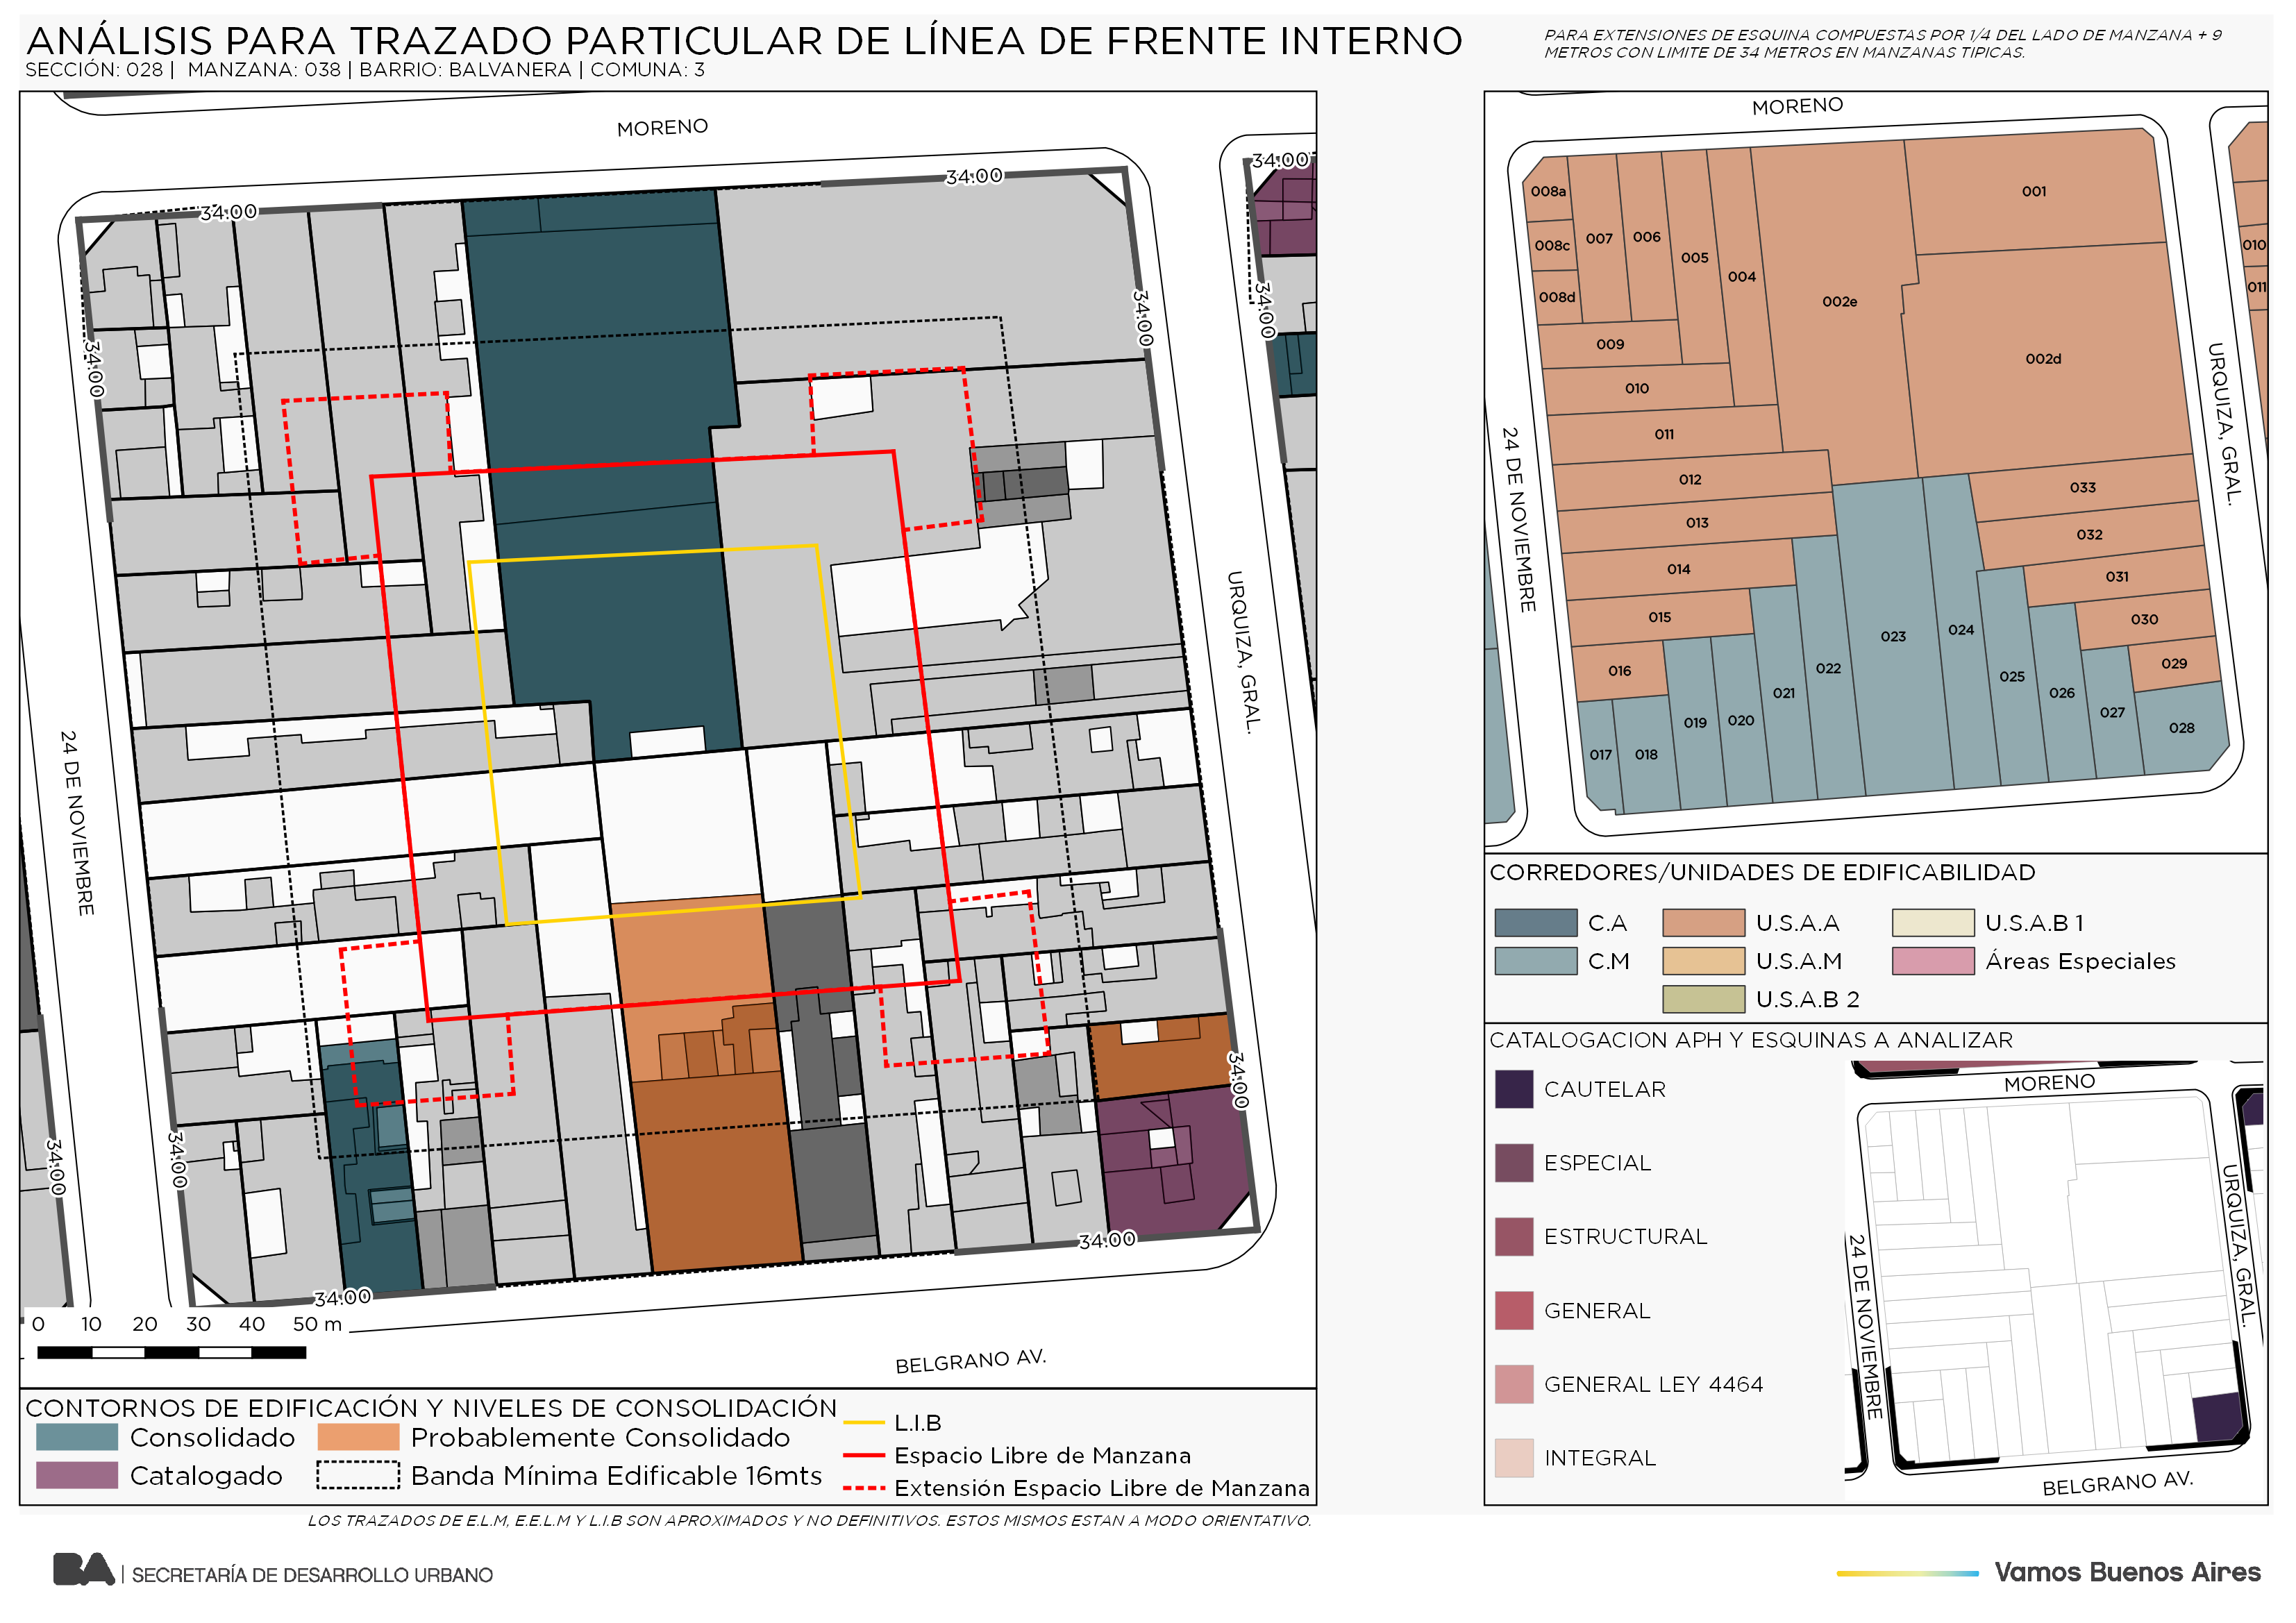 ANÁLISIS PARA TRAZADO PARTICULAR DE LÍNEA DE FRENTE INTERNO
SECCIÓN: 028 | MANZANA: 038 | BARRIO: BALVANERA | COMUNA: 3
PARA EXTENSIONES DE ESQUINA COMPUESTAS POR 1/4 DEL LADO DE MANZANA + 9
METROS CON LIMITE DE 34 METROS EN MANZANAS TIPICAS.
MORENO
34.00
34.00
34.00
34.00
34.00
34.00
URQUIZA, GRAL.
24 DE NOVIEMBRE
34.00
34.00
34.00
34.00
34.00
BELGRANO AV.
0 10 20 30 40 50 m
CONTORNOS DE EDIFICACIÓN Y NIVELES DE CONSOLIDACIÓN
Consolidado
Probablemente Consolidado
Catalogado
Banda Mínima Edificable 16mts
L.I.B
Espacio Libre de Manzana
Extensión Espacio Libre de Manzana
LOS TRAZADOS DE E.L.M, E.E.L.M Y L.I.B SON APROXIMADOS Y NO DEFINITIVOS. ESTOS MISMOS ESTAN A MODO ORIENTATIVO.
MORENO
008a
007
006
005
004
002e
001
008c
008d
002d
009
010
011
012
013
014
015
016
017
018
019
020
021
022
023
024
025
026
027
028
029
030
031
032
033
010
011
24 DE NOVIEMBRE
URQUIZA, GRAL.
CORREDORES/UNIDADES DE EDIFICABILIDAD
C.A
U.S.A.A
U.S.A.B 1
C.M
U.S.A.M
Áreas Especiales
U.S.A.B 2
CATALOGACION APH Y ESQUINAS A ANALIZAR
CAUTELAR
ESPECIAL
ESTRUCTURAL
GENERAL
GENERAL LEY 4464
INTEGRAL
MORENO
URQUIZA, GRAL.
24 DE NOVIEMBRE
BELGRANO AV.
BA | SECRETARÍA DE DESARROLLO URBANO
Vamos Buenos Aires